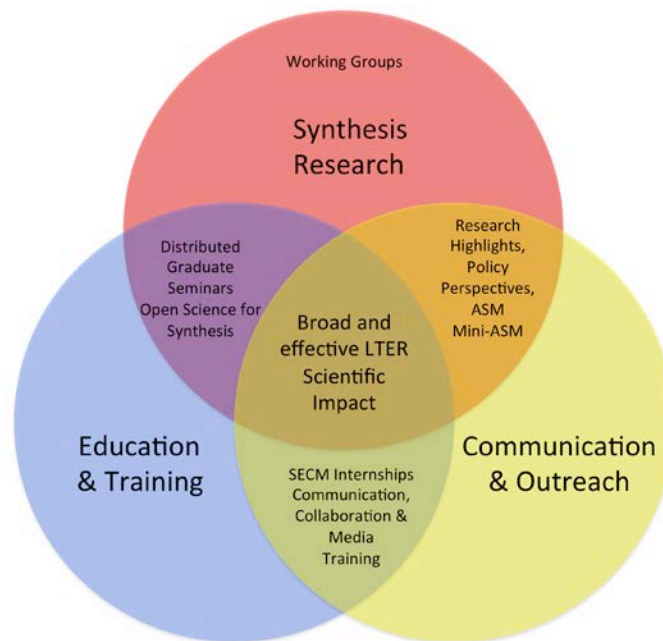 Working Groups
Synthesis
Research
Distributed
Graduate
Seminars
Open Science for
Synthesis
Research
Highlights,
Policy
Perspectives,
ASM
Mini-ASM
Broad and
effective LTER
Scientific
Impact
Education
& Training
Communication
& Outreach
SECM Internships
Communication,
Collaboration &
Media
Training